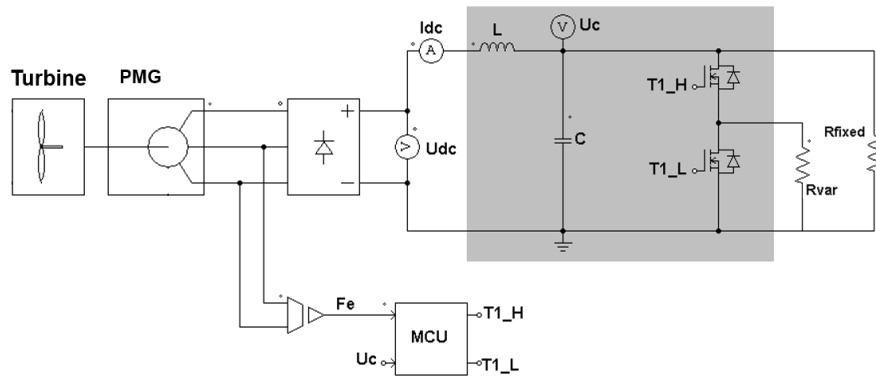 Idc
L
V
Uc
A
Turbine
PMG
T1_H
+
V
Udc
C
Rfixed
T1_L
−
Rvar
Fe
T1_H
MCU
Uc
T1_L